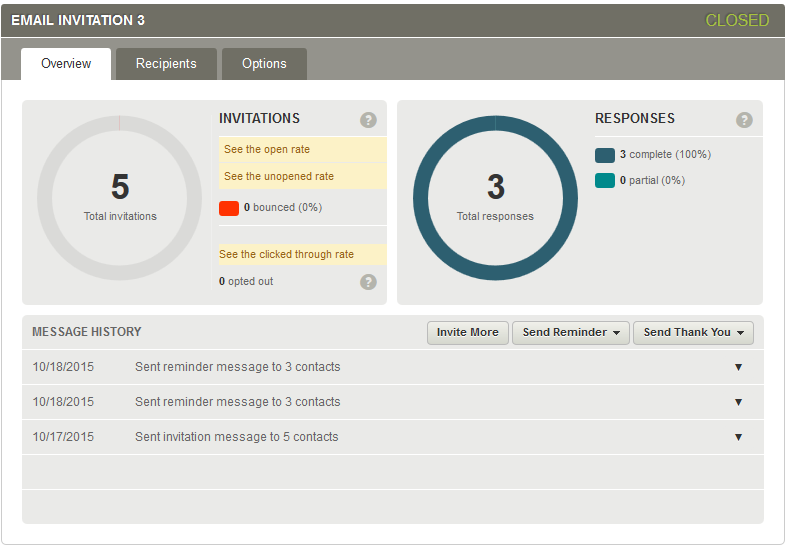 EMAIL INVITATION 3 CLOSED
Overview Recipients Options
5
Total invitations
INVITATIONS ?
See the open rate
See the unopened rate
0 bounced (0%)
See the clicked through rate
0 opted out ?
3
Total responses
RESPONSES ?
3 complete (100%)
0 partial (0%)
MESSAGE HISTORY Invite More Send Reminder Send Thank You
10/18/2015 Sent reminder message to 3 contacts
10/18/2015 Sent reminder message to 3 contacts
10/17/2015 Sent invitation message to 5 contacts